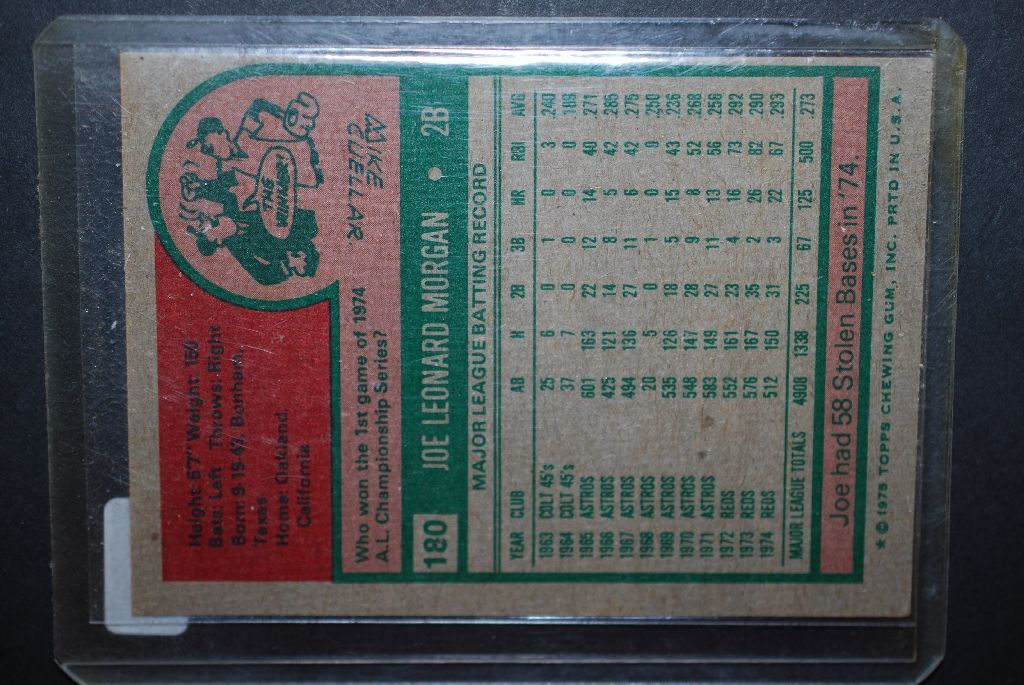 Height: 5'7" Weight: 150
Bats: Left Throws: Right
Born: 9-19-43, Bonham,
Texas
Home: Oakland,
California
THE
WINNER!
MIKE
CUELLAR
Who won the 1st game of 1974
A.L. Championship Series?
180 JOE LEONARD MORGAN • 2B
MAJOR LEAGUE BATTING RECORD
YEAR CLUB AB H 2B 3B HR RBI AVG
1963 COLT 45's 25 6 0 1 0 3 .240
1964 COLT 45's 37 7 0 0 0 0 .189
1965 ASTROS 601 163 22 12 14 40 .271
1966 ASTROS 425 121 14 8 5 42 .285
1967 ASTROS 494 136 27 11 6 42 .275
1968 ASTROS 20 5 0 1 0 0 .250
1969 ASTROS 535 126 18 5 15 43 .236
1970 ASTROS 548 147 28 9 8 52 .268
1971 ASTROS 583 149 27 11 13 56 .256
1972 REDS 552 161 23 4 16 73 .292
1973 REDS 576 167 35 2 26 82 .290
1974 REDS 512 150 31 3 22 67 .293
MAJOR LEAGUE TOTALS 4908 1338 225 67 125 500 .273
Joe had 58 Stolen Bases in '74.
* © 1975 TOPPS CHEWING GUM, INC. PRTD IN U.S.A.